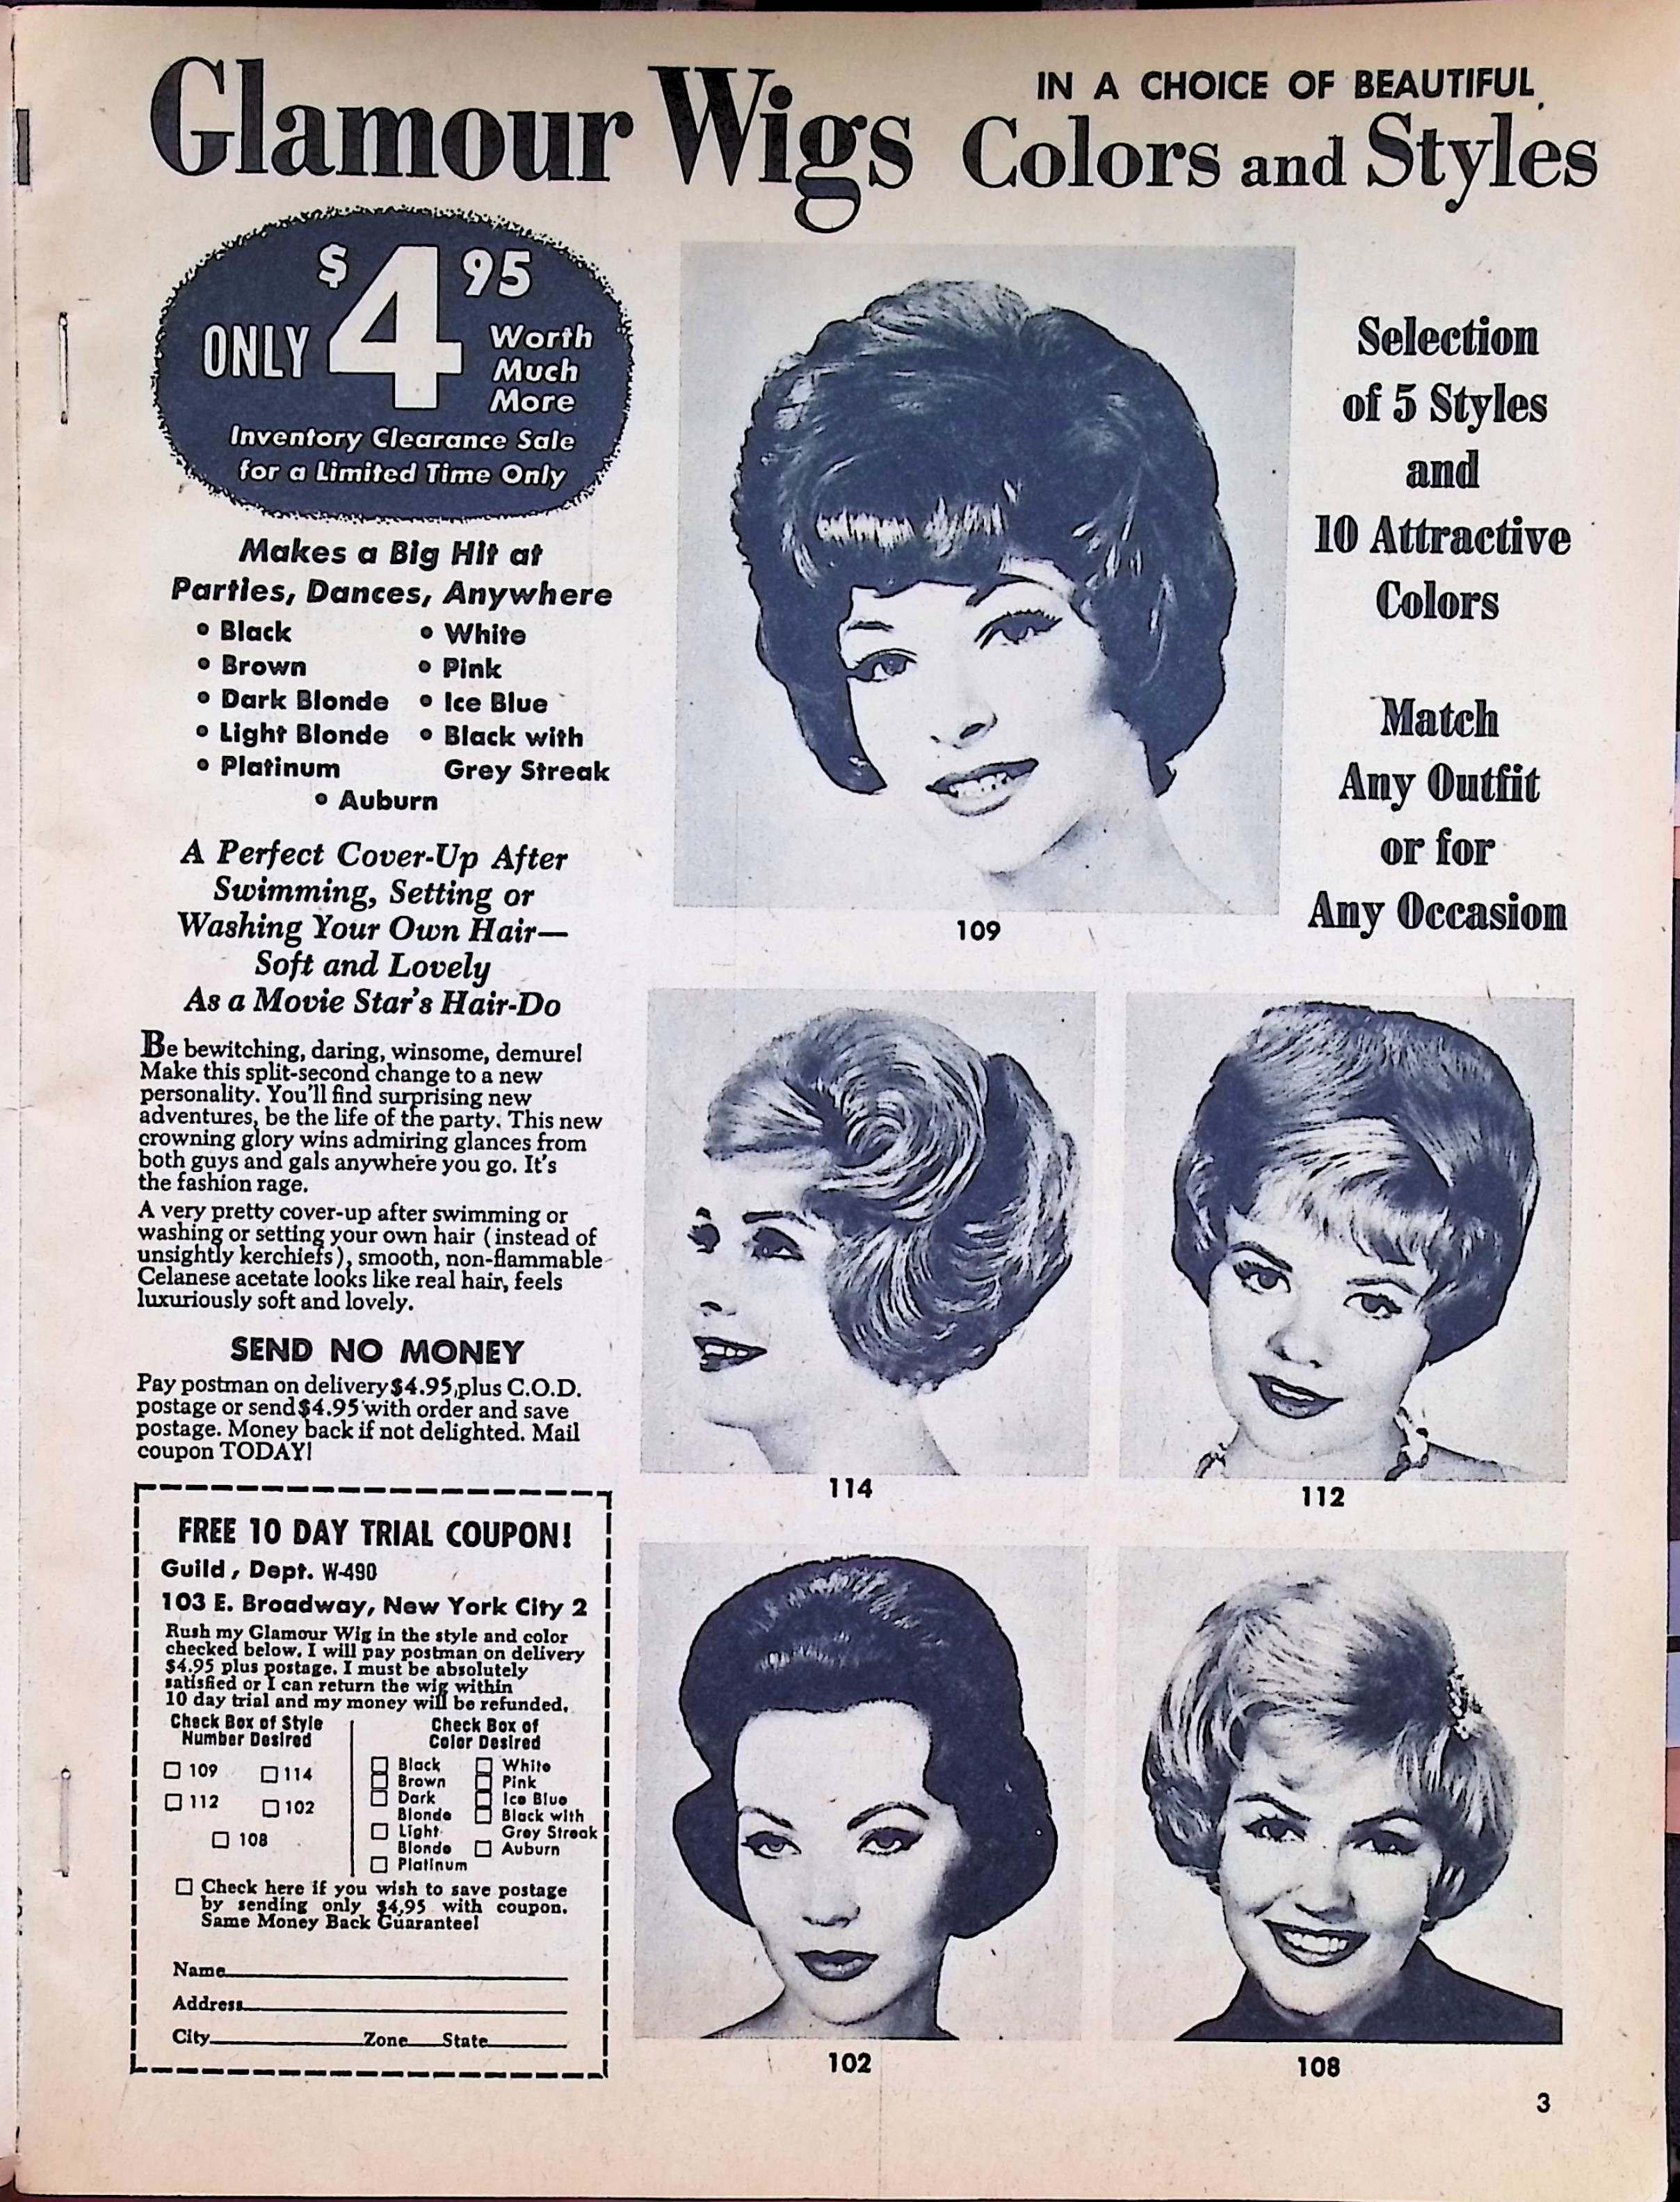 Glamour Wigs
IN A CHOICE OF BEAUTIFUL
Colors and Styles
ONLY $4 95
Worth
Much
More
Inventory Clearance Sale
for a Limited Time Only
Makes a Big Hit at
Parties, Dances, Anywhere
• Black
• Brown
• Dark Blonde
• Light Blonde
• Platinum
• White
• Pink
• Ice Blue
• Black with
Grey Streak
• Auburn
A Perfect Cover-Up After
Swimming, Setting or
Washing Your Own Hair—
Soft and Lovely
As a Movie Star's Hair-Do
Be bewitching, daring, winsome, demure!
Make this split-second change to a new
personality. You'll find surprising new
adventures, be the life of the party. This new
crowning glory wins admiring glances from
both guys and gals anywhere you go. It's
the fashion rage.
A very pretty cover-up after swimming or
washing or setting your own hair (instead of
unsightly kerchiefs), smooth, non-flammable
Celanese acetate looks like real hair, feels
luxuriously soft and lovely.
SEND NO MONEY
Pay postman on delivery $4.95 plus C.O.D.
postage or send $4.95 with order and save
postage. Money back if not delighted. Mail
coupon TODAY!
FREE 10 DAY TRIAL COUPON!
Guild, Dept. W-490
103 E. Broadway, New York City 2
Rush my Glamour Wig in the style and color
checked below. I will pay postman on delivery
$4.95 plus postage. I must be absolutely
satisfied or I can return the wig within
10 day trial and my money will be refunded.
Check Box of Style
Number Desired
☐ 109 ☐ 114
☐ 112 ☐ 102
☐ 108
Check Box of
Color Desired
☐ Black
☐ Brown
☐ Dark
Blonde
☐ Light
Blonde
☐ Platinum
☐ White
☐ Pink
☐ Ice Blue
☐ Black with
Grey Streak
☐ Auburn
☐ Check here if you wish to save postage
by sending only $4.95 with coupon.
Same Money Back Guarantee!
Name
Address
City Zone State
Selection
of 5 Styles
and
10 Attractive
Colors
Match
Any Outfit
or for
Any Occasion
109
114
112
102
108
3